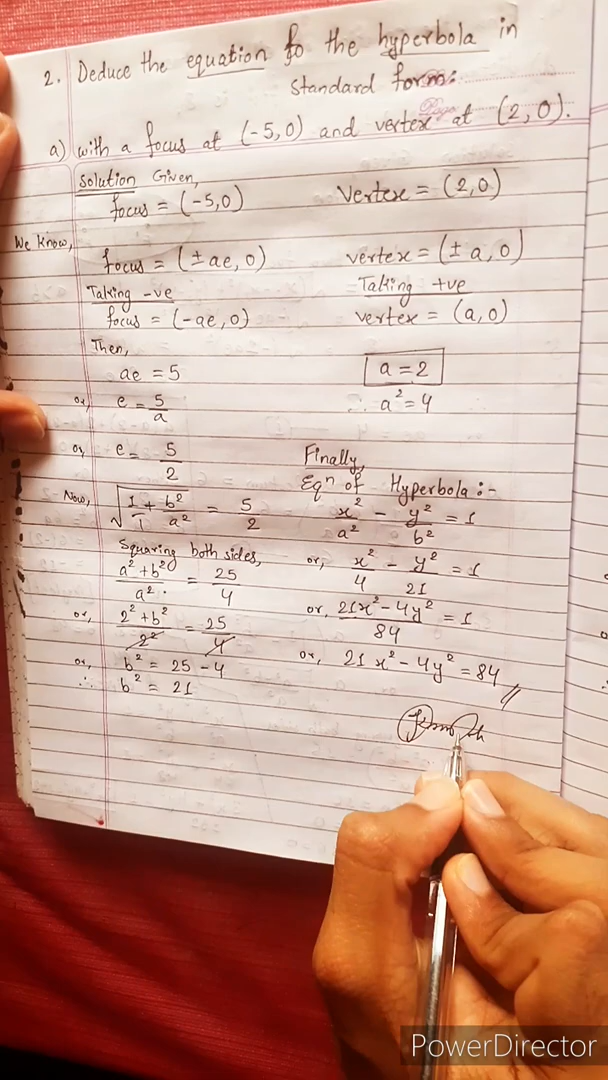 2. Deduce the equation fo the hyperbola in
standard form:
a) with a focus at (-5,0) and vertex at (2,0).
Solution Given,
focus = (-5,0)
Vertex = (2,0)
We know,
focus = (±ae, 0)
vertex = (±a, 0)
Taking -ve
focus = (-ae, 0)
Taking +ve
vertex = (a,0)
Then,
ae = 5
a = 2
or, e = 5/a
∴ a² = 4
or, e = 5/2
Now, √(1/1 + b²/a²) = 5/2
Squaring both sides,
(a²+b²)/a² = 25/4
or, (2²+b²)/2² = 25/4
or, b² = 25-4
∴ b² = 21
Finally,
Eqⁿ of Hyperbola :-
x²/a² - y²/b² = 1
or, x²/4 - y²/21 = 1
or, (21x²-4y²)/84 = 1
or, 21x²-4y² = 84
PowerDirector